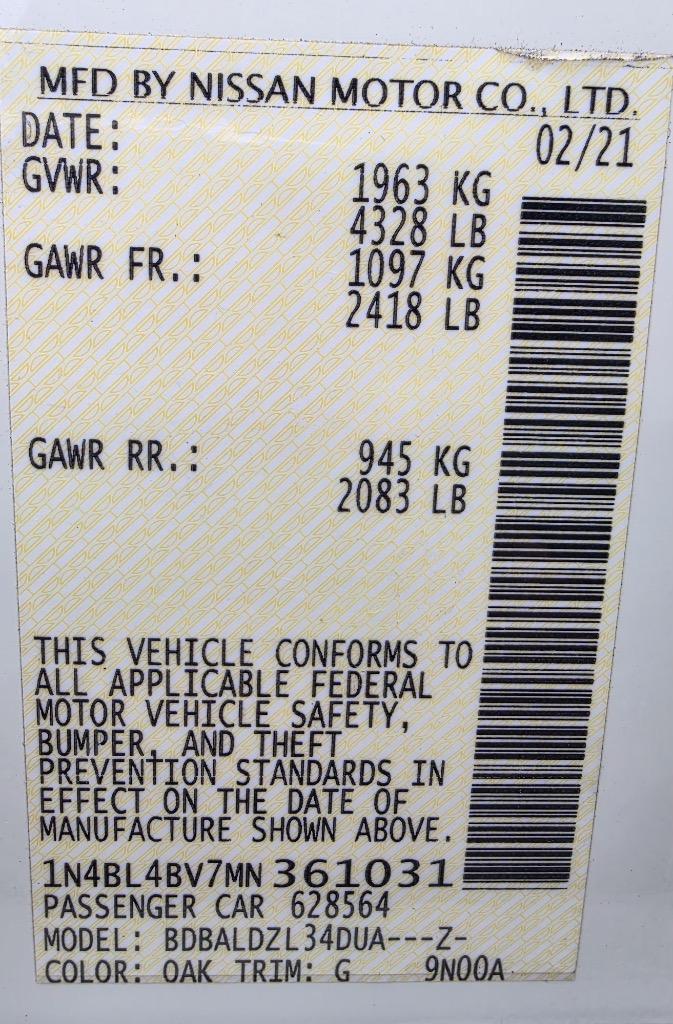 MFD BY NISSAN MOTOR CO., LTD.
DATE: 02/21
GVWR: 1963 KG
4328 LB
GAWR FR.: 1097 KG
2418 LB
GAWR RR.: 945 KG
2083 LB
THIS VEHICLE CONFORMS TO
ALL APPLICABLE FEDERAL
MOTOR VEHICLE SAFETY,
BUMPER, AND THEFT
PREVENTION STANDARDS IN
EFFECT ON THE DATE OF
MANUFACTURE SHOWN ABOVE.
1N4BL4BV7MN 361031
PASSENGER CAR 628564
MODEL: BDBALDZL34DUA---Z-
COLOR: QAK TRIM: G 9N00A